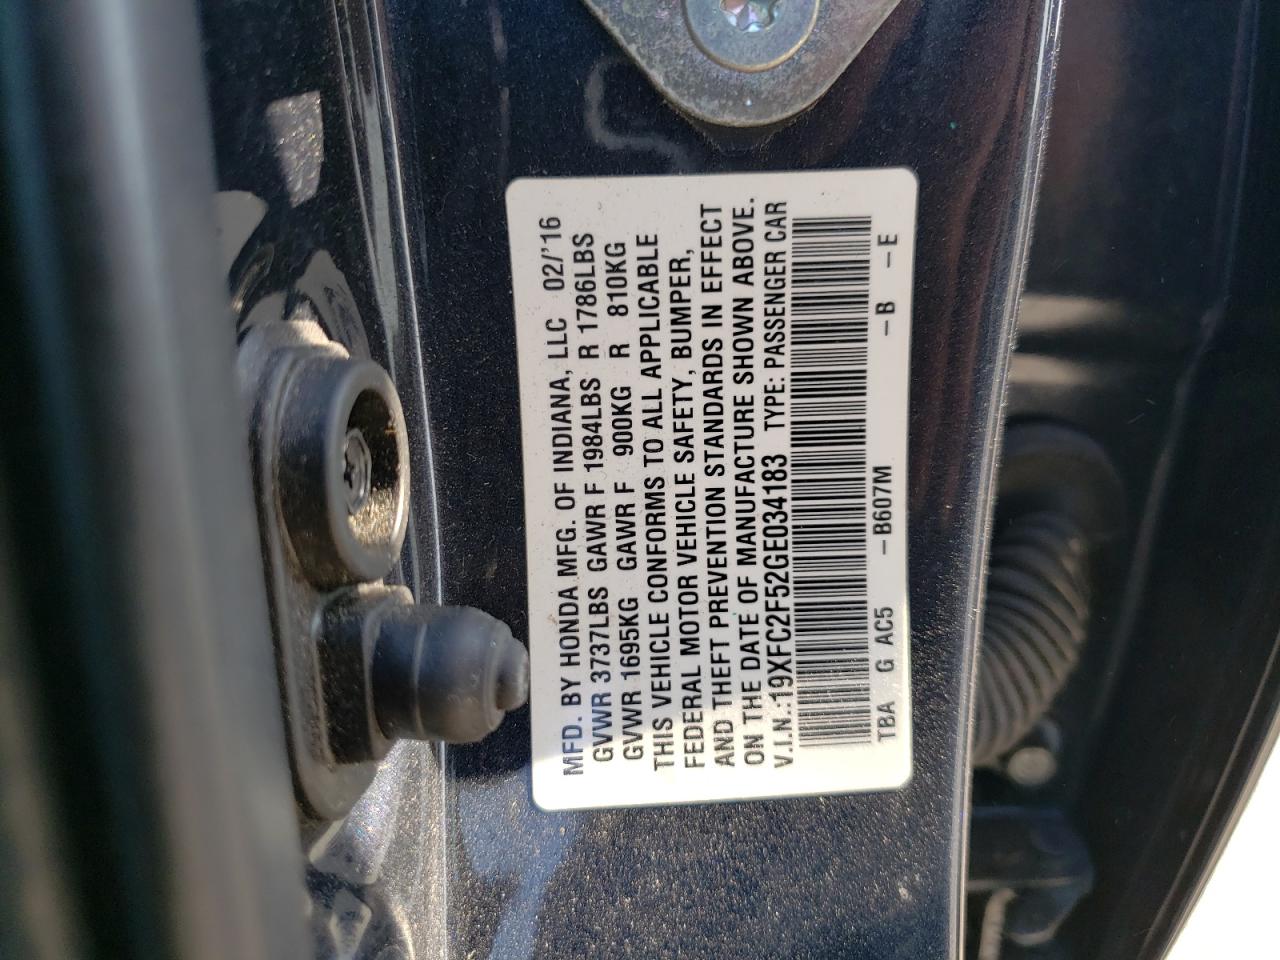 MFD. BY HONDA MFG. OF INDIANA, LLC 02/'16
GVWR 3737LBS GAWR F 1984LBS R 1786LBS
GVWR 1695KG GAWR F 900KG R 810KG
THIS VEHICLE CONFORMS TO ALL APPLICABLE
FEDERAL MOTOR VEHICLE SAFETY, BUMPER,
AND THEFT PREVENTION STANDARDS IN EFFECT
ON THE DATE OF MANUFACTURE SHOWN ABOVE.
V.I.N.:19XFC2F52GE034183 TYPE: PASSENGER CAR
TBA G AC5 –B607M –B –E